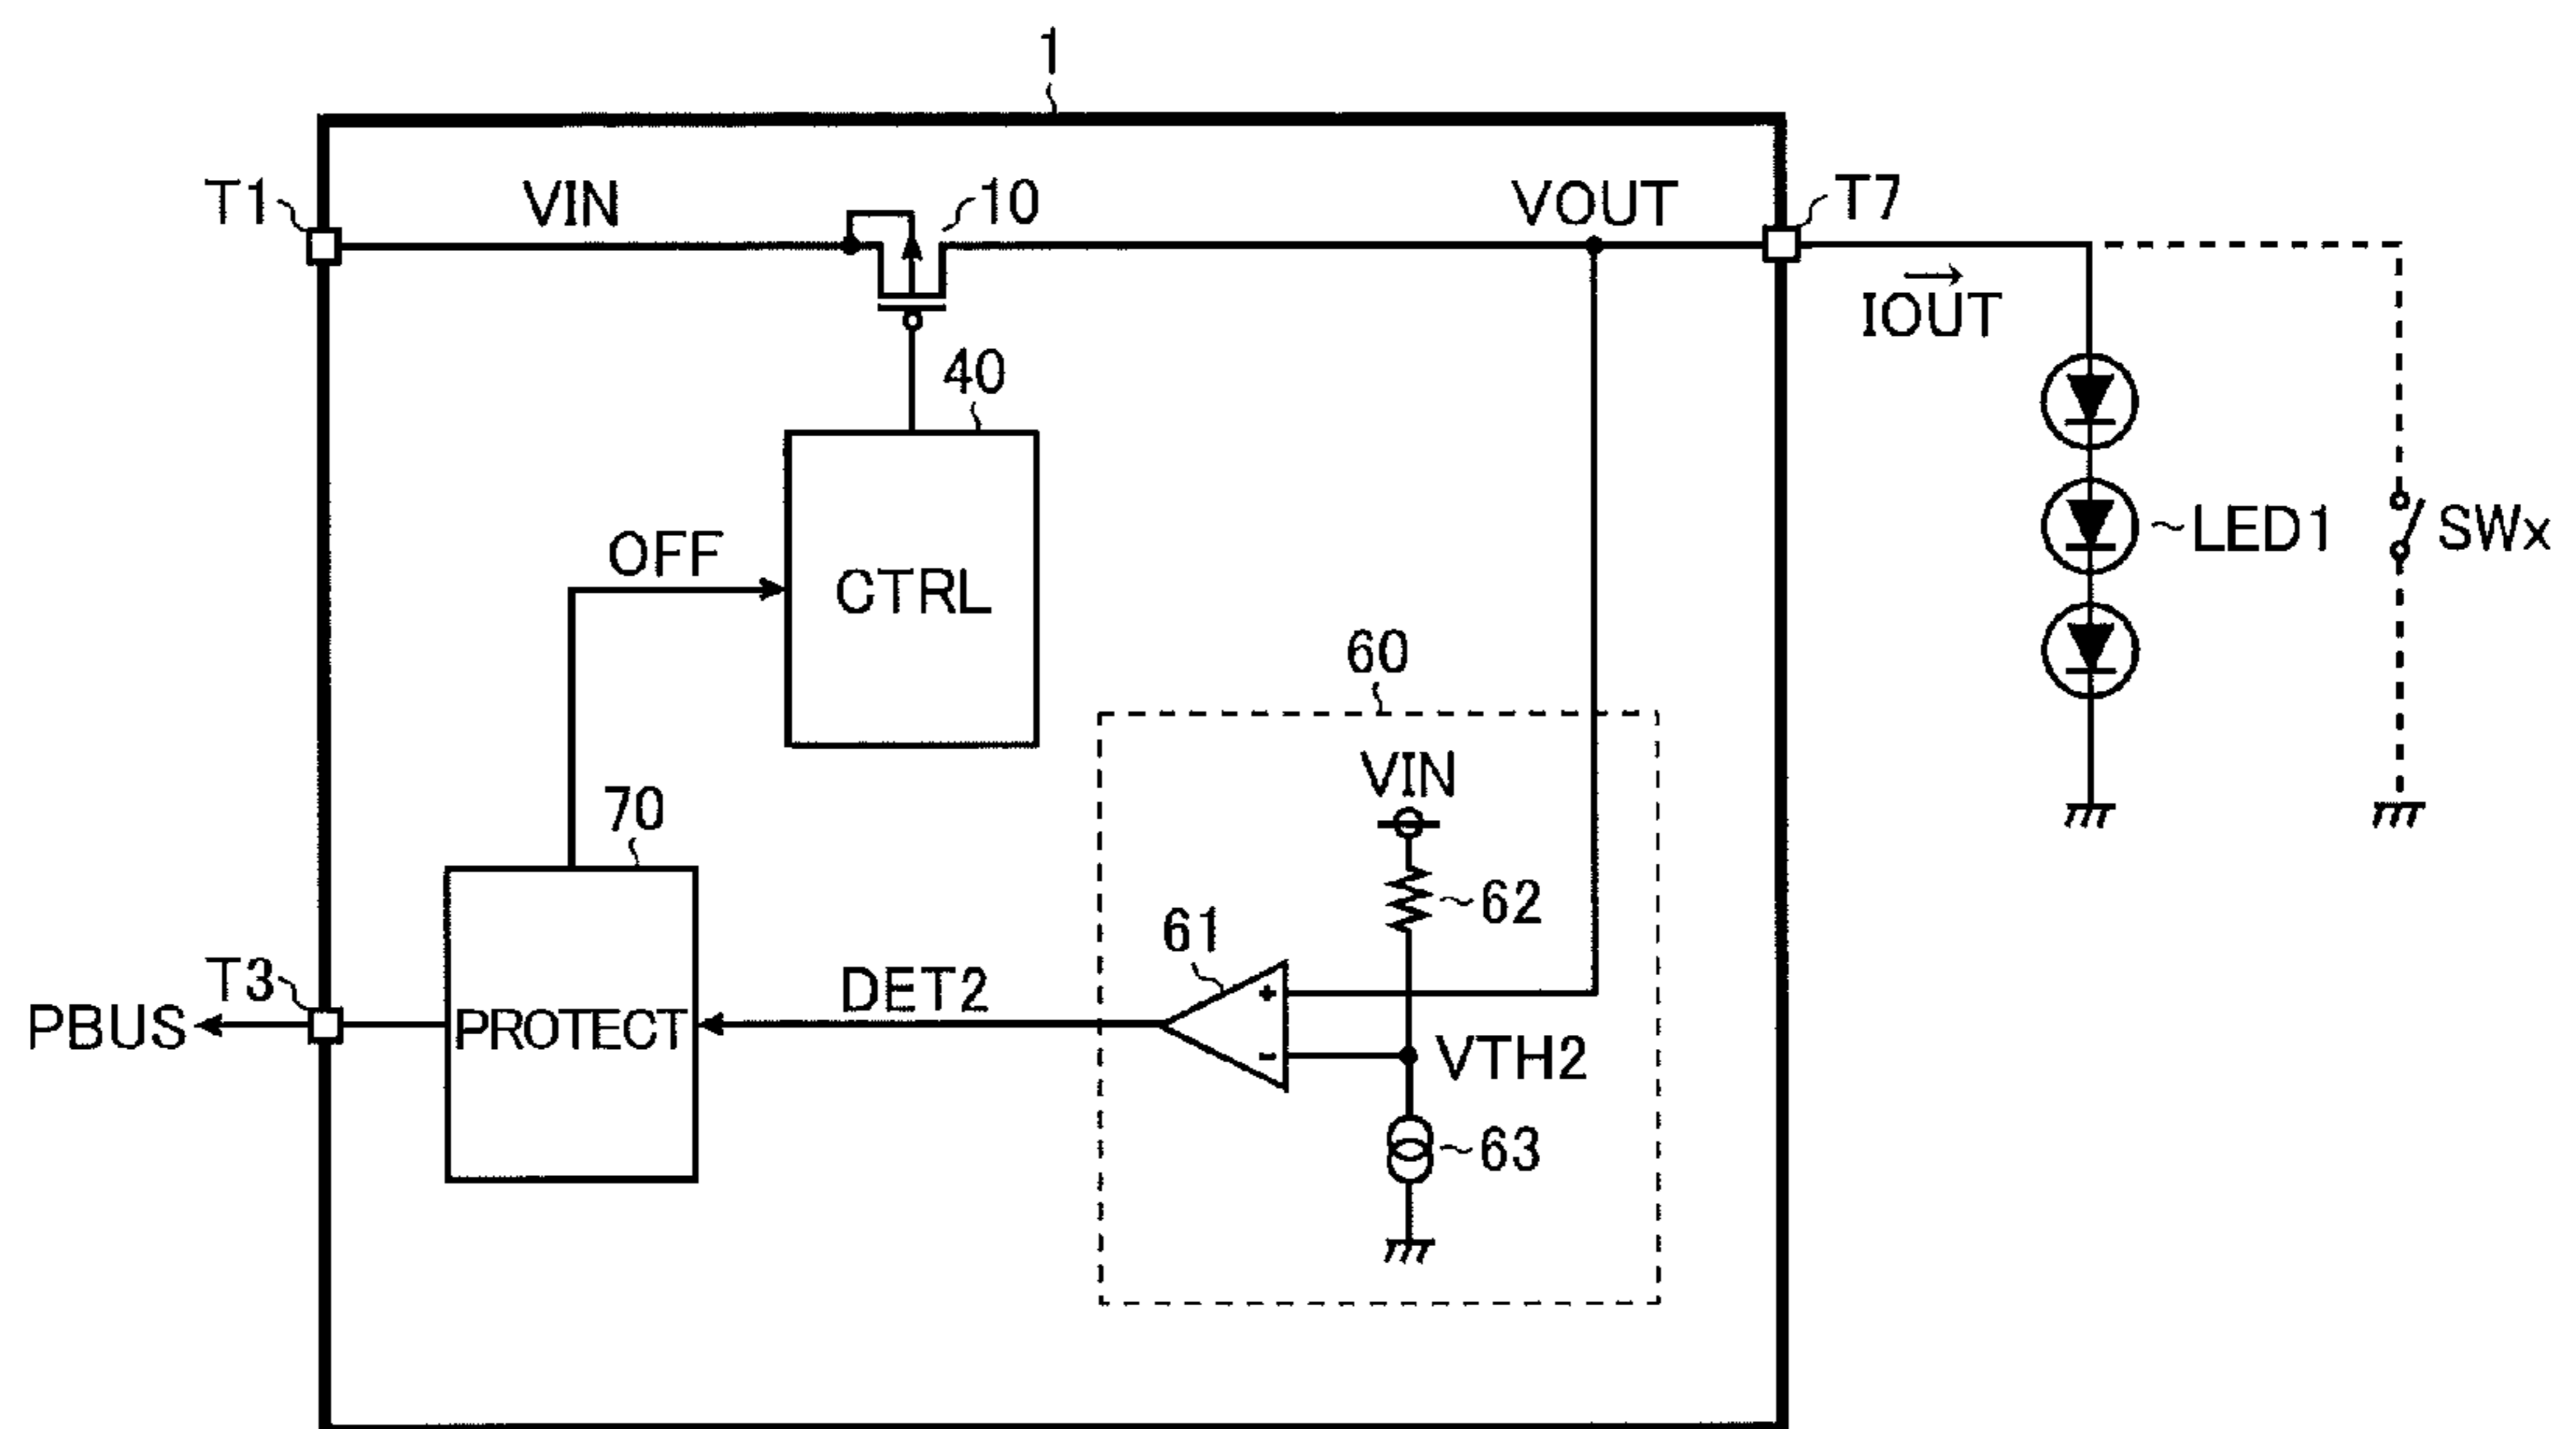 1
T1
VIN
10
VOUT
T7
IOUT
40
OFF
CTRL
LED1
SWx
60
VIN
70
62
61
T3
DET2
PBUS
PROTECT
+
-
VTH2
63